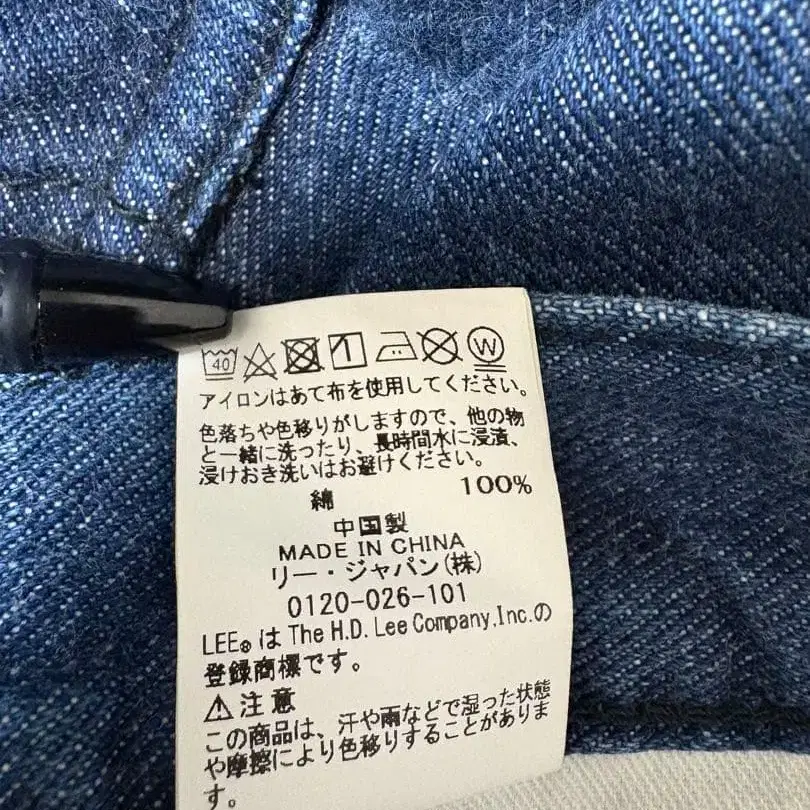 40 W
アイロンはあて布を使用してください。
色落ちや色移りがしますので、他の物
と一緒に洗ったり、長時間水に浸漬、
浸けおき洗いはお避けください。
綿 100%
中国製
MADE IN CHINA
リー・ジャパン(株)
0120-026-101
LEE®は The H.D. Lee Company,Inc.の
登録商標です。
⚠注意
この商品は、汗や雨などで湿った状態
や摩擦により色移りすることがありま
す。